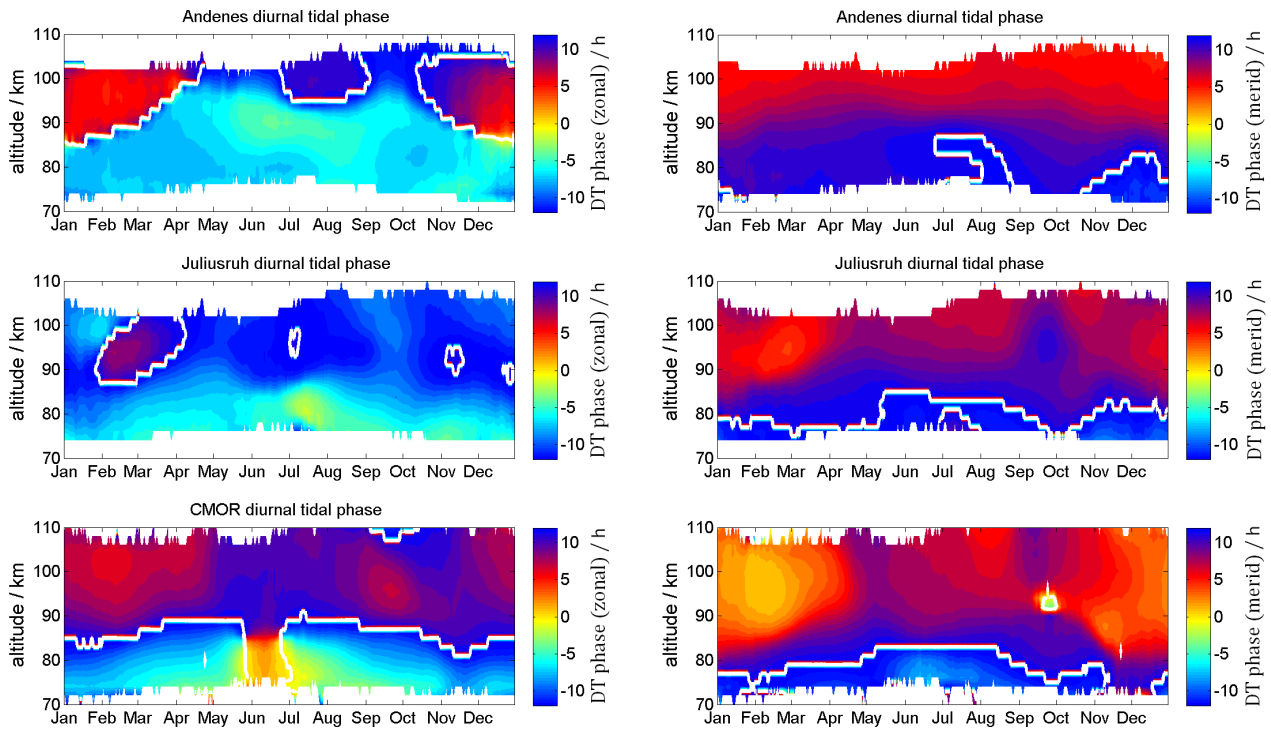 Andenes diurnal tidal phase
110
100
90
80
70
altitude / km
Jan Feb Mar Apr May Jun Jul Aug Sep Oct Nov Dec
10
5
0
-5
-10
DT phase (zonal) / h
Andenes diurnal tidal phase
110
100
90
80
70
altitude / km
Jan Feb Mar Apr May Jun Jul Aug Sep Oct Nov Dec
10
5
0
-5
-10
DT phase (merid) / h
Juliusruh diurnal tidal phase
110
100
90
80
70
altitude / km
Jan Feb Mar Apr May Jun Jul Aug Sep Oct Nov Dec
10
5
0
-5
-10
DT phase (zonal) / h
Juliusruh diurnal tidal phase
110
100
90
80
70
altitude / km
Jan Feb Mar Apr May Jun Jul Aug Sep Oct Nov Dec
10
5
0
-5
-10
DT phase (merid) / h
CMOR diurnal tidal phase
110
100
90
80
70
altitude / km
Jan Feb Mar Apr May Jun Jul Aug Sep Oct Nov Dec
10
5
0
-5
-10
DT phase (zonal) / h
110
100
90
80
70
altitude / km
Jan Feb Mar Apr May Jun Jul Aug Sep Oct Nov Dec
10
5
0
-5
-10
DT phase (merid) / h